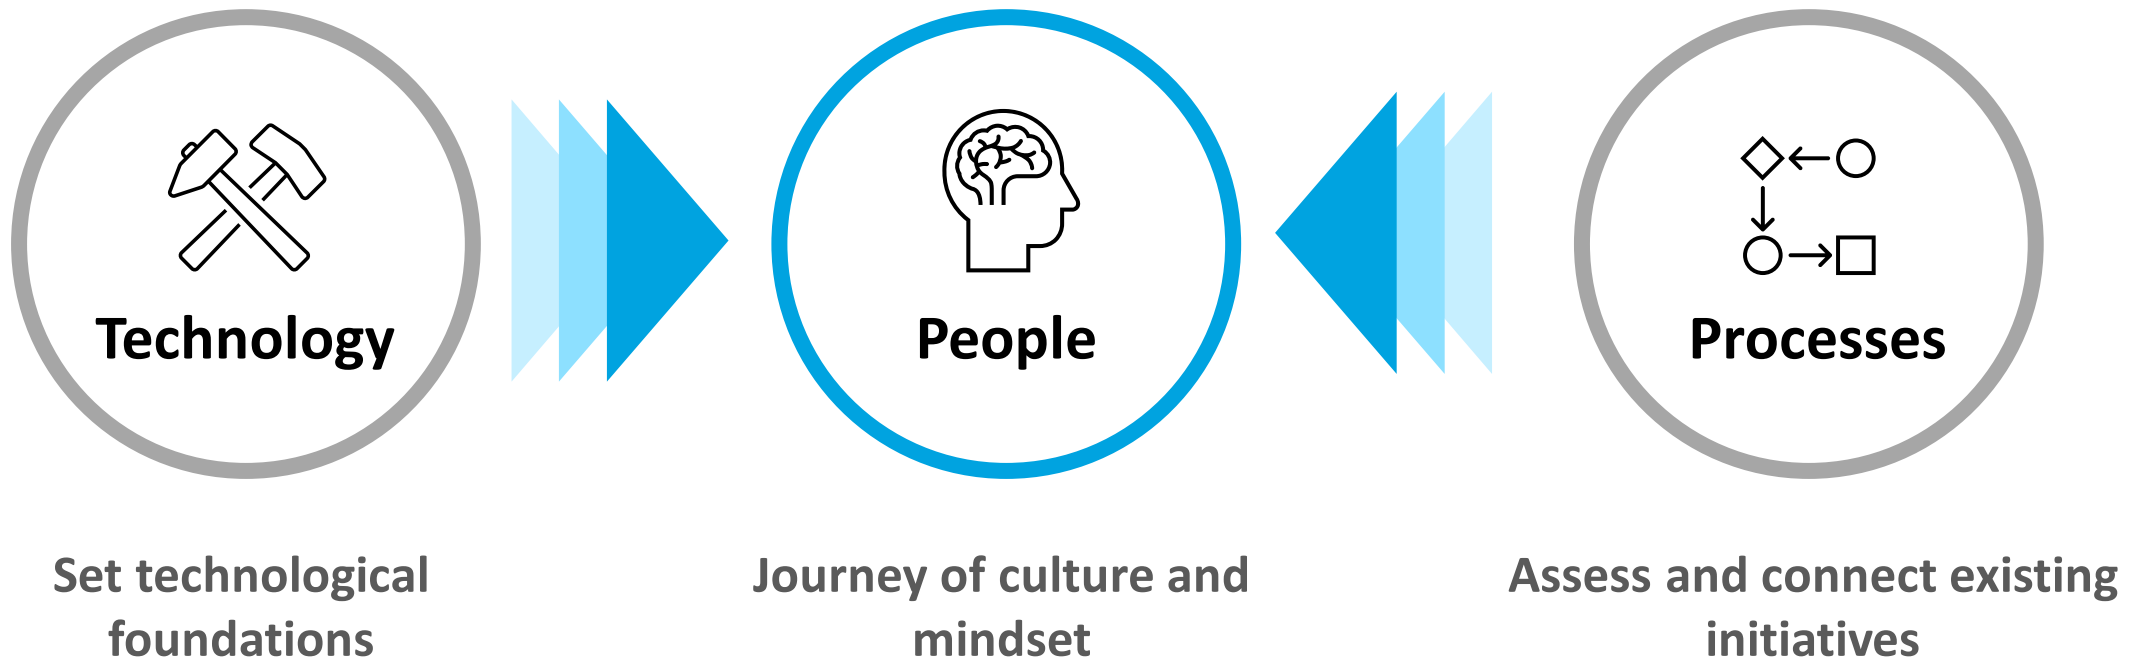 Technology
People
Processes
Set technological
foundations
Journey of culture and
mindset
Assess and connect existing
initiatives